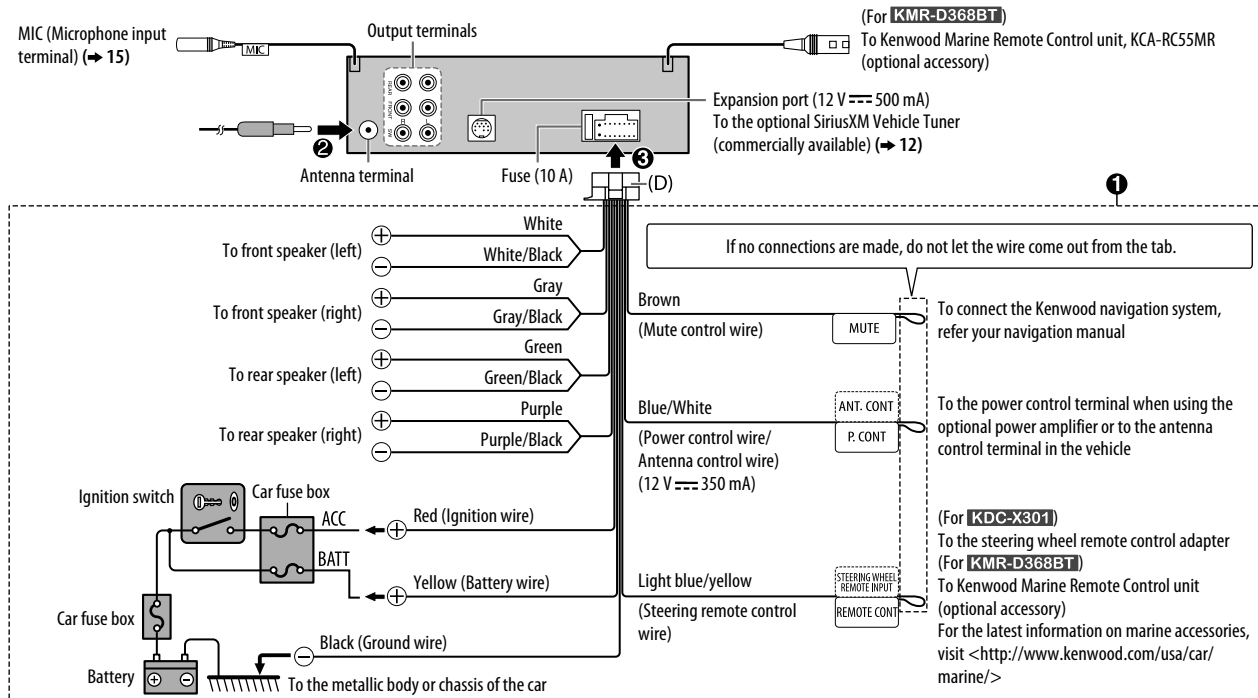 MIC (Microphone input
terminal) (➜ 15)
MIC
Output terminals
REAR
FRONT
SW
R
L
(For KMR-D368BT)
To Kenwood Marine Remote Control unit, KCA-RC55MR
(optional accessory)
Expansion port (12 V ⎓ 500 mA)
To the optional SiriusXM Vehicle Tuner
(commercially available) (➜ 12)
❷
Antenna terminal
Fuse (10 A)
❸
(D)
❶
If no connections are made, do not let the wire come out from the tab.
To front speaker (left)
⊕ White
⊖ White/Black
To front speaker (right)
⊕ Gray
⊖ Gray/Black
To rear speaker (left)
⊕ Green
⊖ Green/Black
To rear speaker (right)
⊕ Purple
⊖ Purple/Black
Brown
(Mute control wire)
MUTE
To connect the Kenwood navigation system,
refer your navigation manual
Blue/White
(Power control wire/
Antenna control wire)
(12 V ⎓ 350 mA)
ANT. CONT
P. CONT
To the power control terminal when using the
optional power amplifier or to the antenna
control terminal in the vehicle
Ignition switch
Car fuse box
ACC
⊕ Red (Ignition wire)
BATT
⊕ Yellow (Battery wire)
Car fuse box
⊖ Black (Ground wire)
Battery
⊕ ⊖
To the metallic body or chassis of the car
Light blue/yellow
(Steering remote control
wire)
STEERING WHEEL
REMOTE INPUT
REMOTE CONT
(For KDC-X301)
To the steering wheel remote control adapter
(For KMR-D368BT)
To Kenwood Marine Remote Control unit
(optional accessory)
For the latest information on marine accessories,
visit <http://www.kenwood.com/usa/car/
marine/>